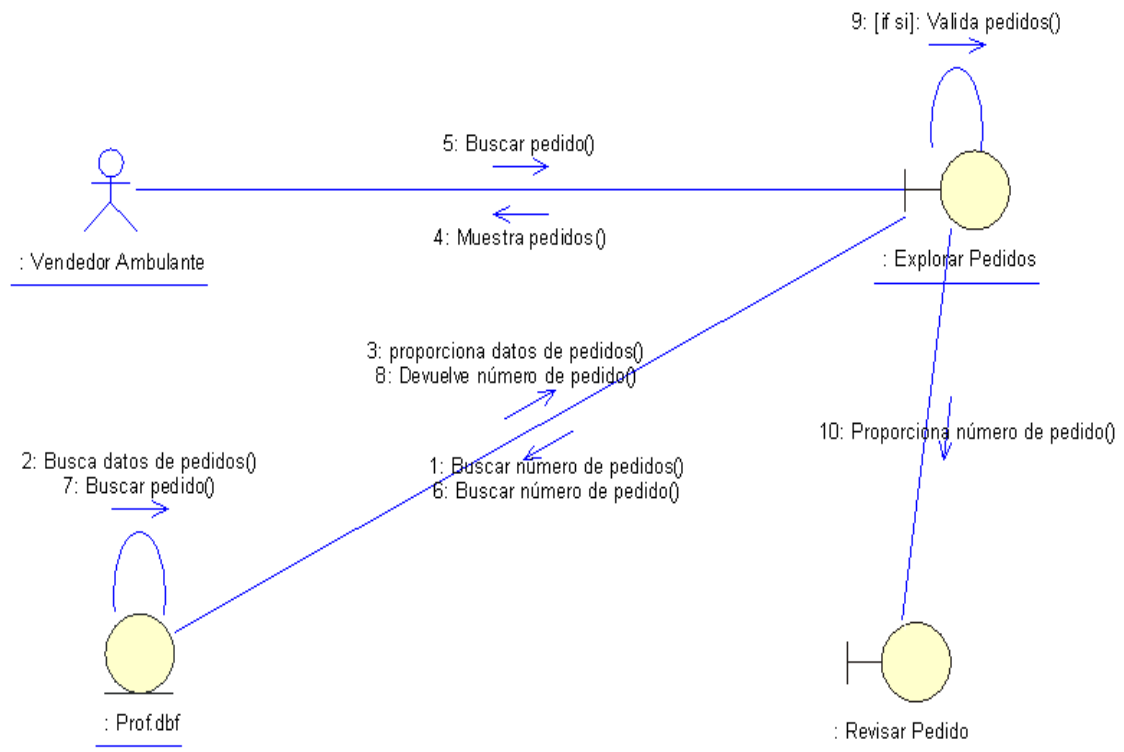 9: [if si]: Valida pedidos()
5: Buscar pedido()
4: Muestra pedidos()
: Vendedor Ambulante
: Explorar Pedidos
3: proporciona datos de pedidos()
8: Devuelve número de pedido()
10: Proporciona número de pedido()
2: Busca datos de pedidos()
7: Buscar pedido()
1: Buscar número de pedidos()
6: Buscar número de pedido()
: Prof.dbf
: Revisar Pedido